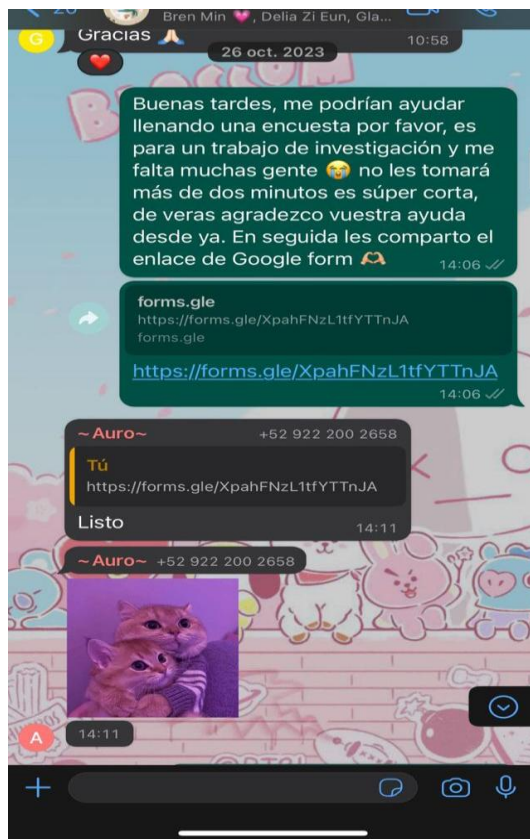 Bren Min 💗, Delia Zi Eun, Gla...
G
Gracias 🙏🏻
10:58
❤️
26 oct. 2023
BLOSSOM
Buenas tardes, me podrían ayudar
llenando una encuesta por favor, es
para un trabajo de investigación y me
falta muchas gente 😭 no les tomará
más de dos minutos es súper corta,
de veras agradezco vuestra ayuda
desde ya. En seguida les comparto el
enlace de Google form 🫶🏼
14:06
forms.gle
https://forms.gle/XpahFNzL1tfYTTnJA
forms.gle
https://forms.gle/XpahFNzL1tfYTTnJA
14:06
~Auro~ +52 922 200 2658
Tú
https://forms.gle/XpahFNzL1tfYTTnJA
Listo
14:11
~Auro~ +52 922 200 2658
A
14:11